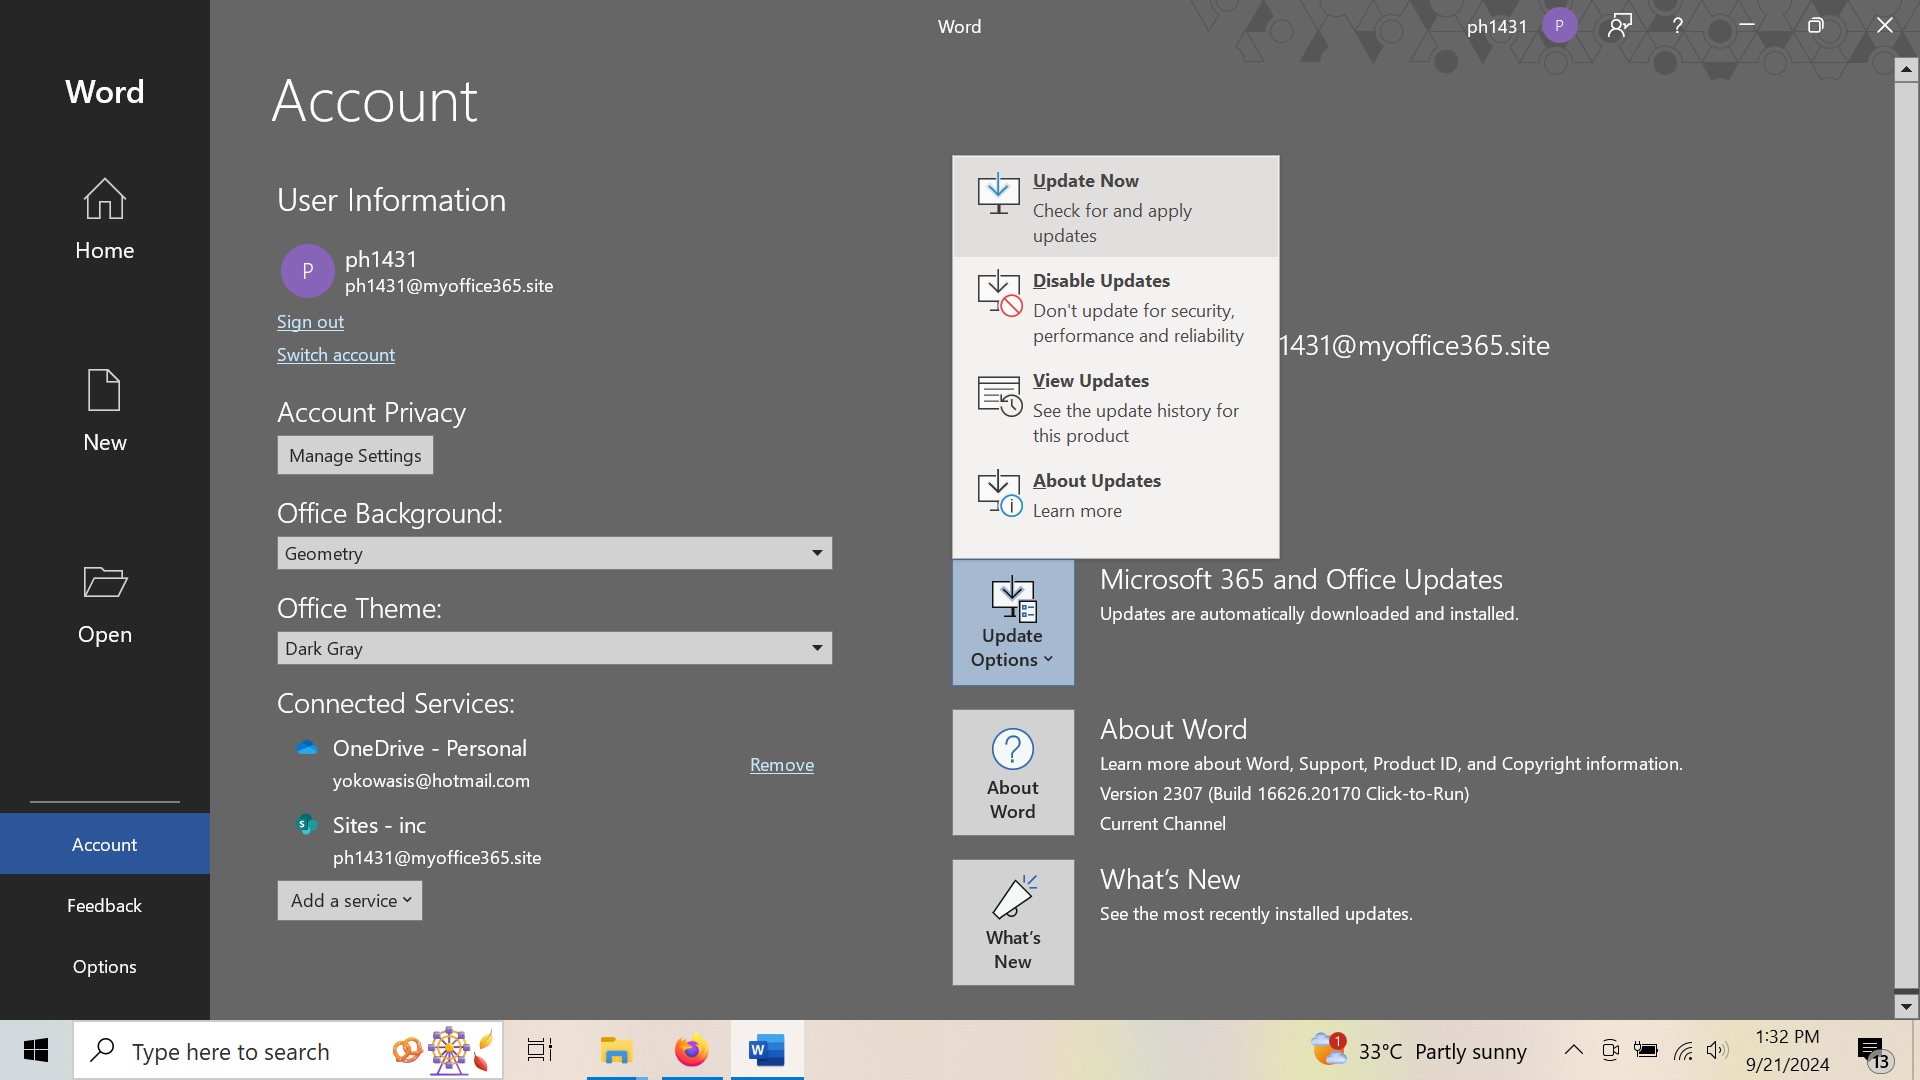 Word
ph1431
P
?
Word
Home
New
Open
Account
Feedback
Options
Account
User Information
P
ph1431
ph1431@myoffice365.site
Sign out
Switch account
Account Privacy
Manage Settings
Office Background:
Geometry
Office Theme:
Dark Gray
Connected Services:
OneDrive - Personal
yokowasis@hotmail.com
Remove
S
Sites - inc
ph1431@myoffice365.site
Add a service
Update Now
Check for and apply
updates
Disable Updates
Don't update for security,
performance and reliability
View Updates
See the update history for
this product
About Updates
Learn more
1431@myoffice365.site
Update
Options
Microsoft 365 and Office Updates
Updates are automatically downloaded and installed.
?
About
Word
About Word
Learn more about Word, Support, Product ID, and Copyright information.
Version 2307 (Build 16626.20170 Click-to-Run)
Current Channel
What's
New
What's New
See the most recently installed updates.
Type here to search
W
1
33°C Partly sunny
1:32 PM
9/21/2024
13